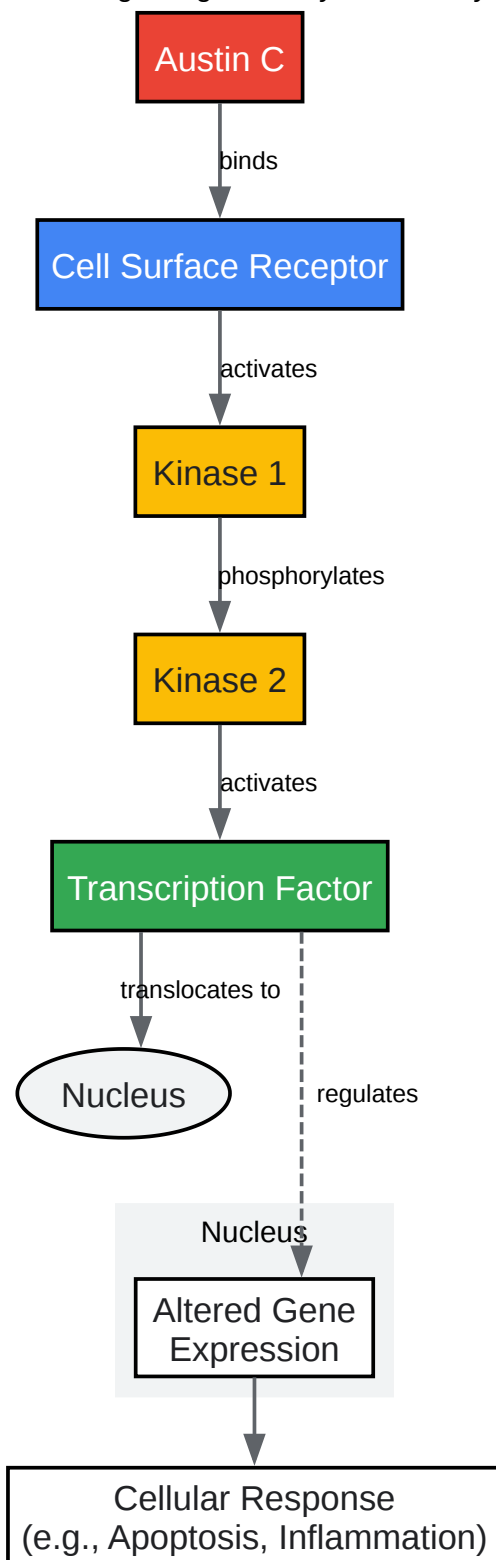 Austin C
binds
Cell Surface Receptor
activates
Kinase 1
phosphorylates
Kinase 2
activates
Transcription Factor
translocates to
Nucleus
regulates
Nucleus
Altered Gene
Expression
Cellular Response
(e.g., Apoptosis, Inflammation)